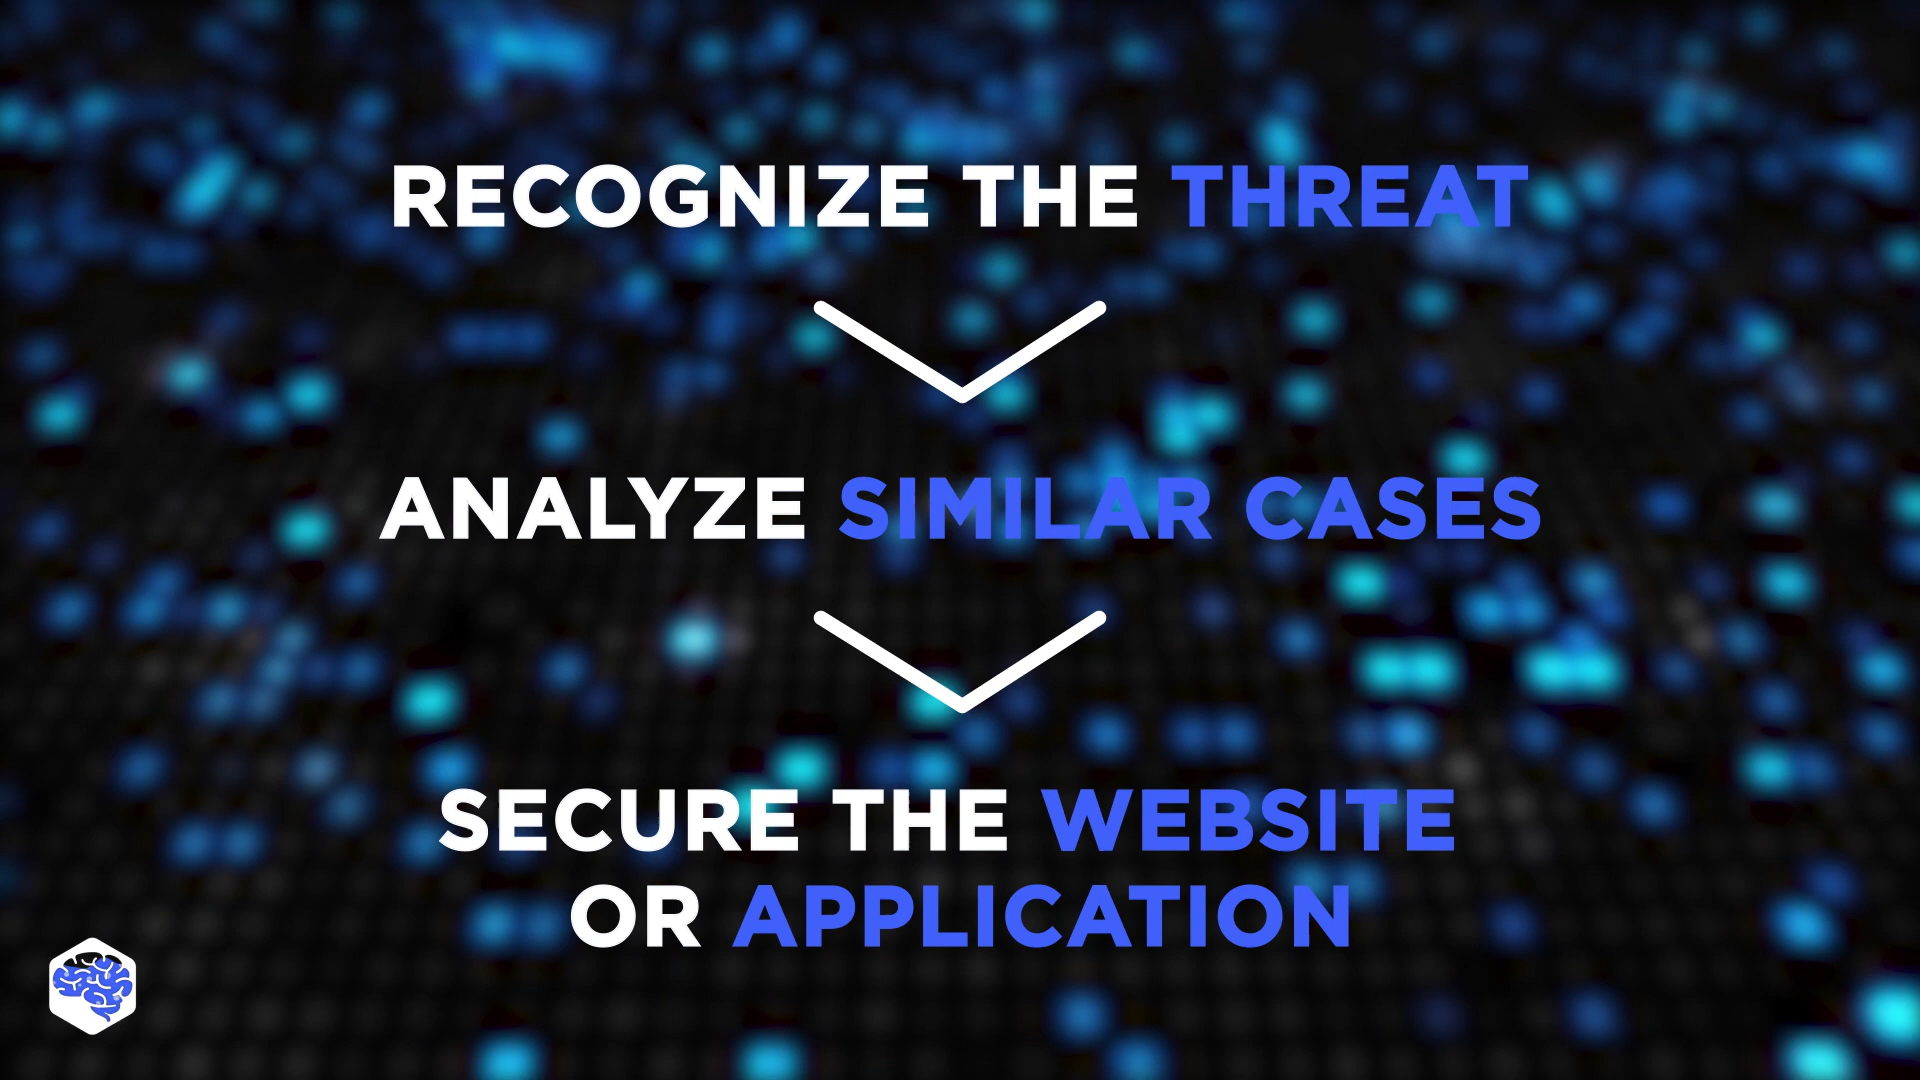 RECOGNIZE THE THREAT
ANALYZE SIMILAR CASES
SECURE THE WEBSITE
OR APPLICATION